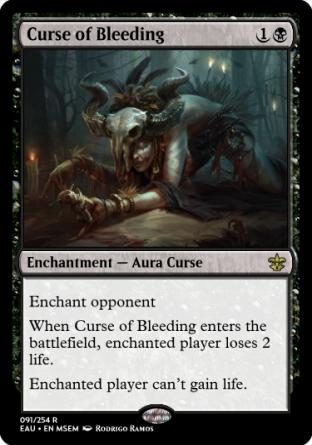 Curse of Bleeding 1
Enchantment — Aura Curse
Enchant opponent
When Curse of Bleeding enters the
battlefield, enchanted player loses 2
life.
Enchanted player can't gain life.
091/254 R
EAU • EN MSEM Rodrigo Ramos